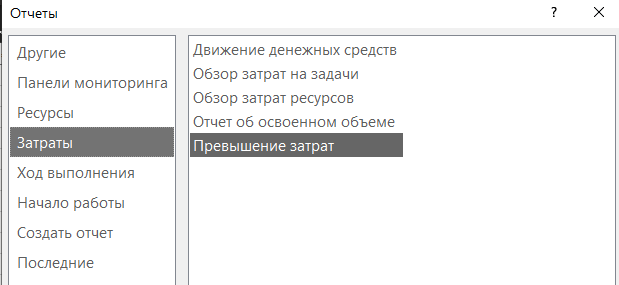 Отчеты
?
Другие
Панели мониторинга
Ресурсы
Затраты
Ход выполнения
Начало работы
Создать отчет
Последние
Движение денежных средств
Обзор затрат на задачи
Обзор затрат ресурсов
Отчет об освоенном объеме
Превышение затрат